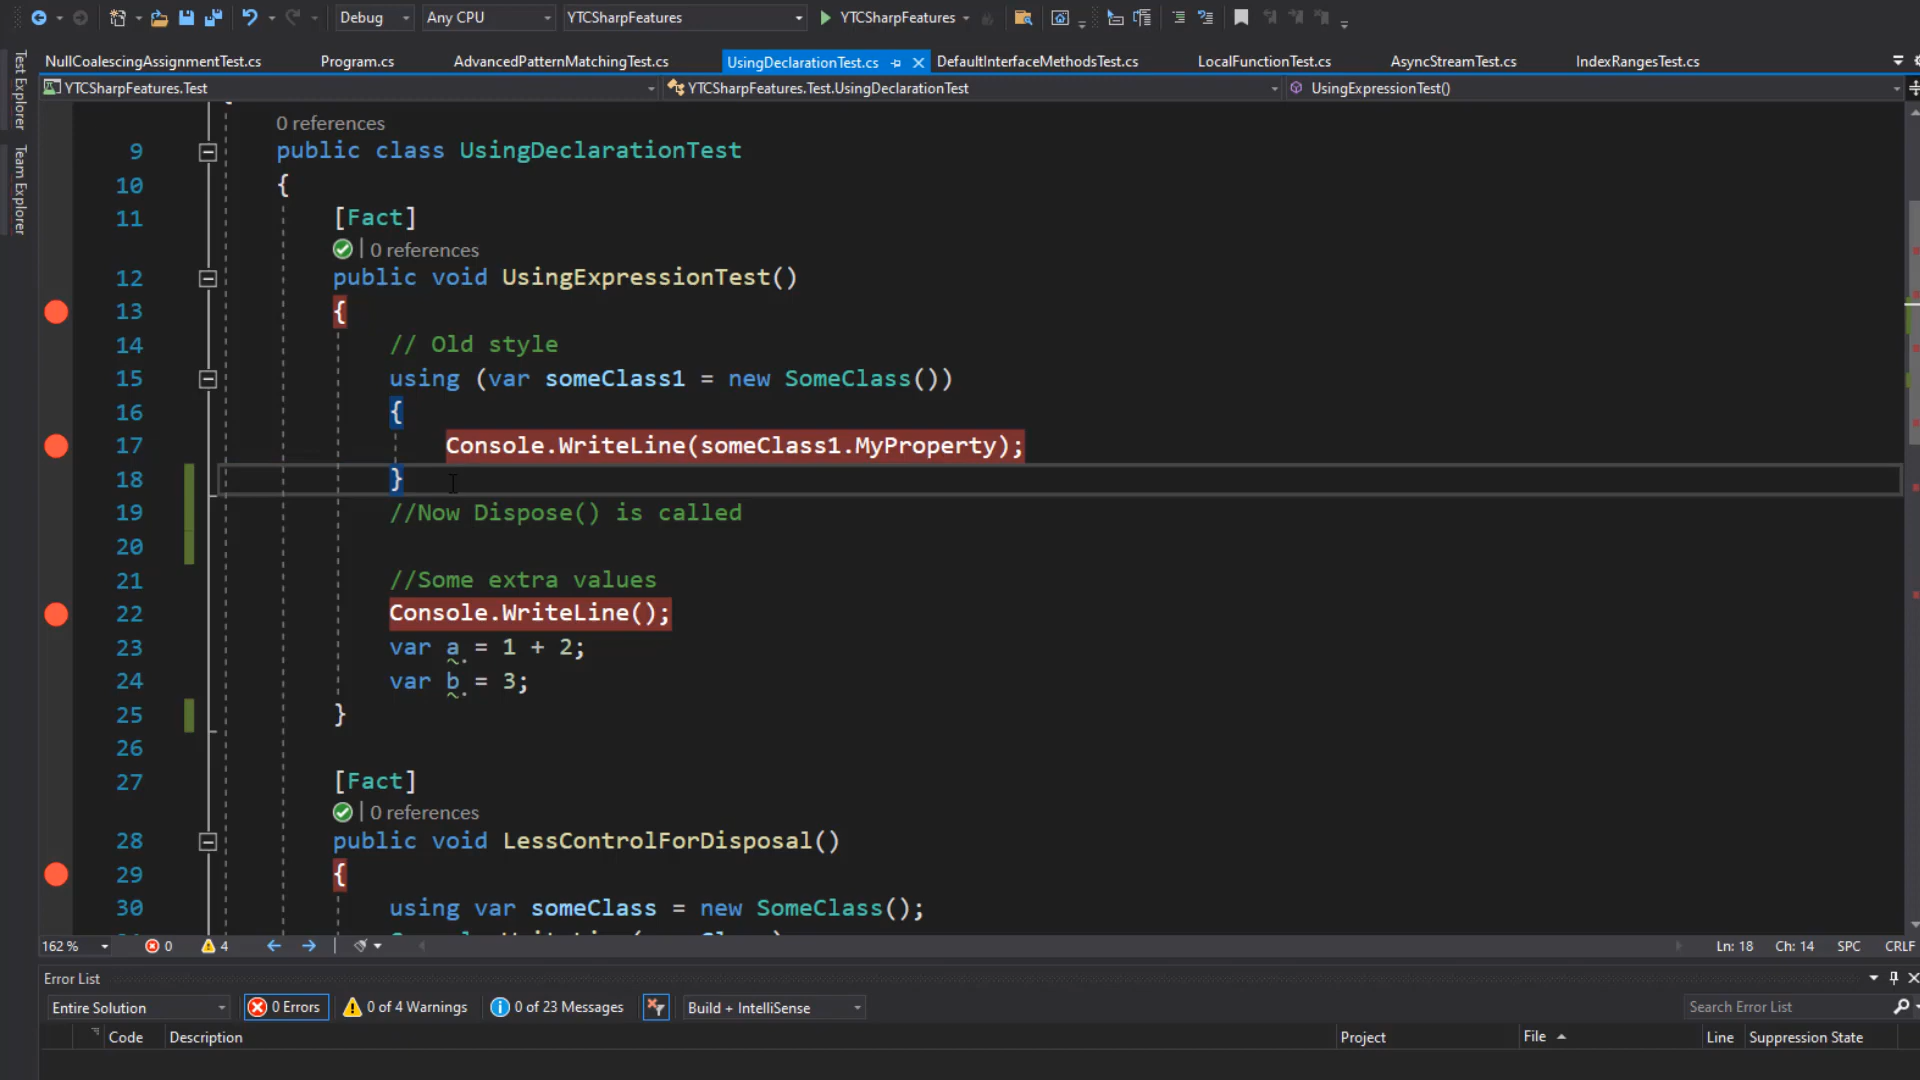 Debug Any CPU YTCSharpFeatures YTCSharpFeatures
NullCoalescingAssignmentTest.cs Program.cs AdvancedPatternMatchingTest.cs UsingDeclarationTest.cs DefaultInterfaceMethodsTest.cs LocalFunctionTest.cs AsyncStreamTest.cs IndexRangesTest.cs
Test Explorer
Team Explorer
YTCSharpFeatures.Test YTCSharpFeatures.Test.UsingDeclarationTest UsingExpressionTest()
0 references
9 public class UsingDeclarationTest
10 {
11 [Fact]
0 references
12 public void UsingExpressionTest()
13 {
14 // Old style
15 using (var someClass1 = new SomeClass())
16 {
17 Console.WriteLine(someClass1.MyProperty);
18 }
19 //Now Dispose() is called
20
21 //Some extra values
22 Console.WriteLine();
23 var a = 1 + 2;
24 var b = 3;
25 }
26
27 [Fact]
0 references
28 public void LessControlForDisposal()
29 {
30 using var someClass = new SomeClass();
162 % 0 4 Ln: 18 Ch: 14 SPC CRLF
Error List
Entire Solution 0 Errors 0 of 4 Warnings 0 of 23 Messages Build + IntelliSense Search Error List
Code Description Project File Line Suppression State